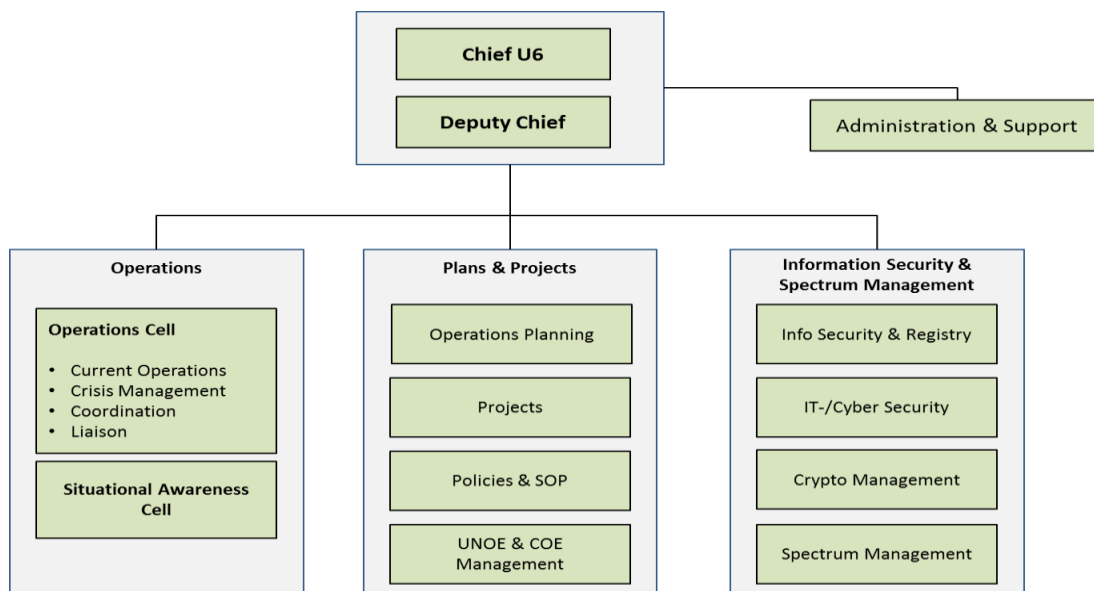 Chief U6
Deputy Chief
Administration & Support
Operations
Operations Cell
• Current Operations
• Crisis Management
• Coordination
• Liaison
Situational Awareness
Cell
Plans & Projects
Operations Planning
Projects
Policies & SOP
UNOE & COE
Management
Information Security &
Spectrum Management
Info Security & Registry
IT-/Cyber Security
Crypto Management
Spectrum Management